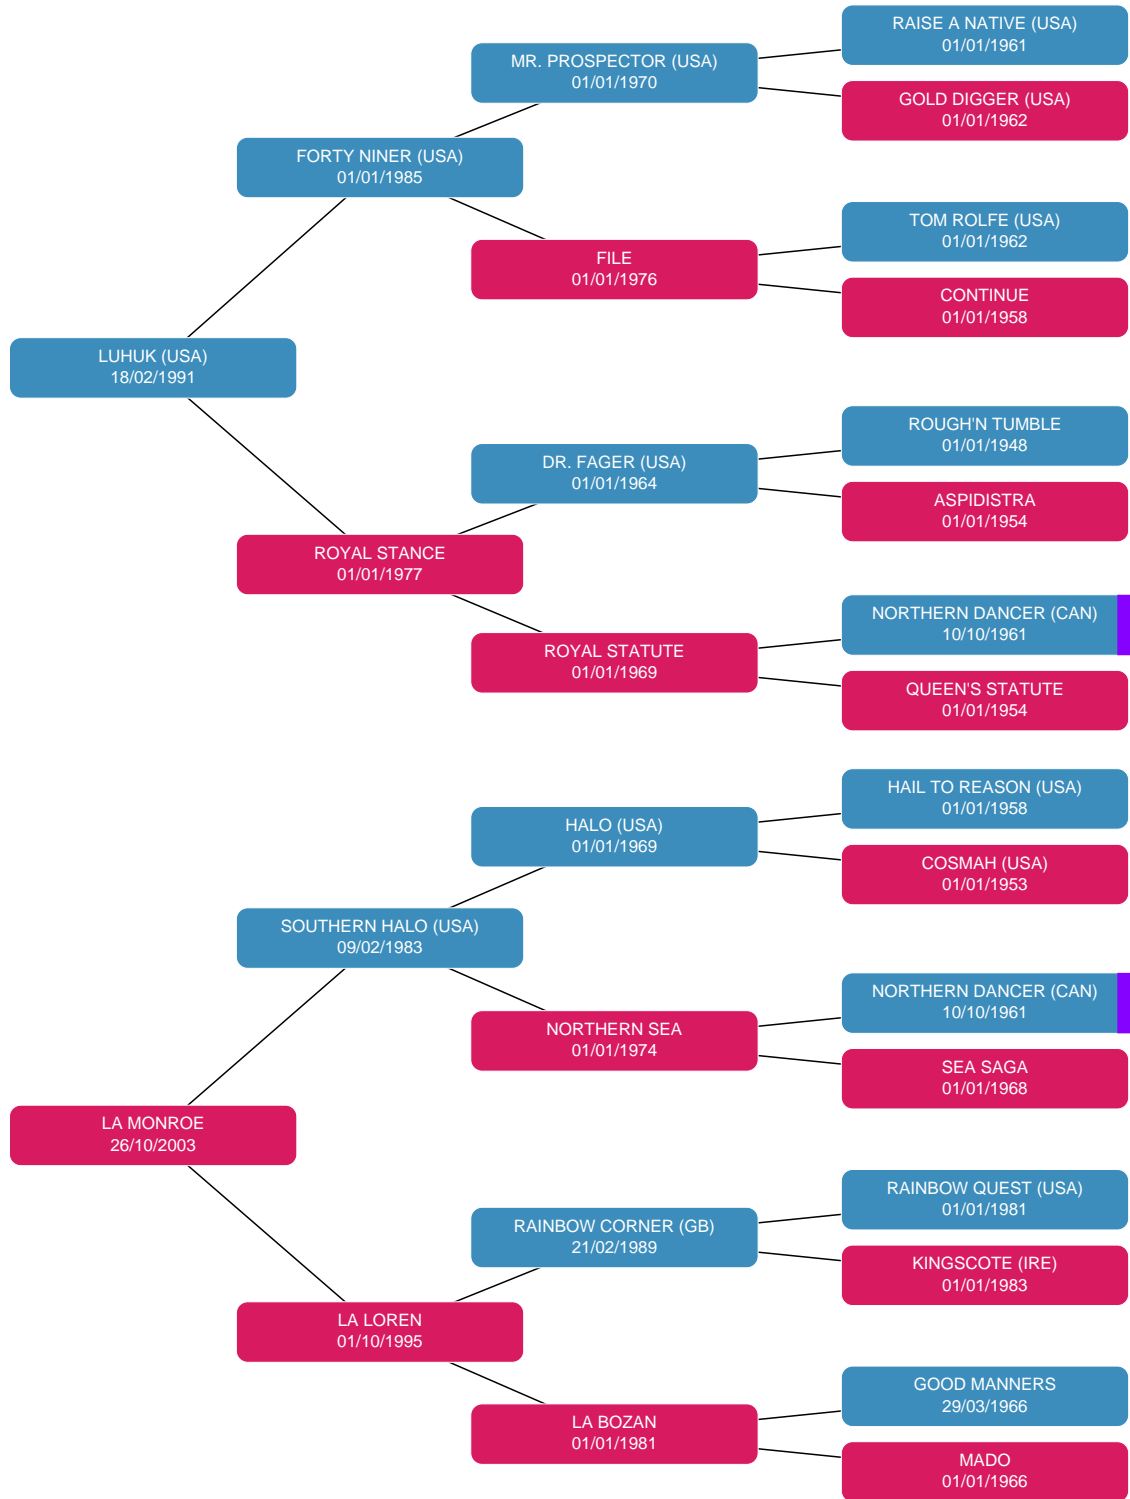 RAISE A NATIVE (USA)
01/01/1961
MR. PROSPECTOR (USA)
01/01/1970
GOLD DIGGER (USA)
01/01/1962
FORTY NINER (USA)
01/01/1985
TOM ROLFE (USA)
01/01/1962
FILE
01/01/1976
CONTINUE
01/01/1958
LUHUK (USA)
18/02/1991
ROUGH'N TUMBLE
01/01/1948
DR. FAGER (USA)
01/01/1964
ASPIDISTRA
01/01/1954
ROYAL STANCE
01/01/1977
NORTHERN DANCER (CAN)
10/10/1961
ROYAL STATUTE
01/01/1969
QUEEN'S STATUTE
01/01/1954
HAIL TO REASON (USA)
01/01/1958
HALO (USA)
01/01/1969
COSMAH (USA)
01/01/1953
SOUTHERN HALO (USA)
09/02/1983
NORTHERN DANCER (CAN)
10/10/1961
NORTHERN SEA
01/01/1974
SEA SAGA
01/01/1968
LA MONROE
26/10/2003
RAINBOW QUEST (USA)
01/01/1981
RAINBOW CORNER (GB)
21/02/1989
KINGSCOTE (IRE)
01/01/1983
LA LOREN
01/10/1995
GOOD MANNERS
29/03/1966
LA BOZAN
01/01/1981
MADO
01/01/1966